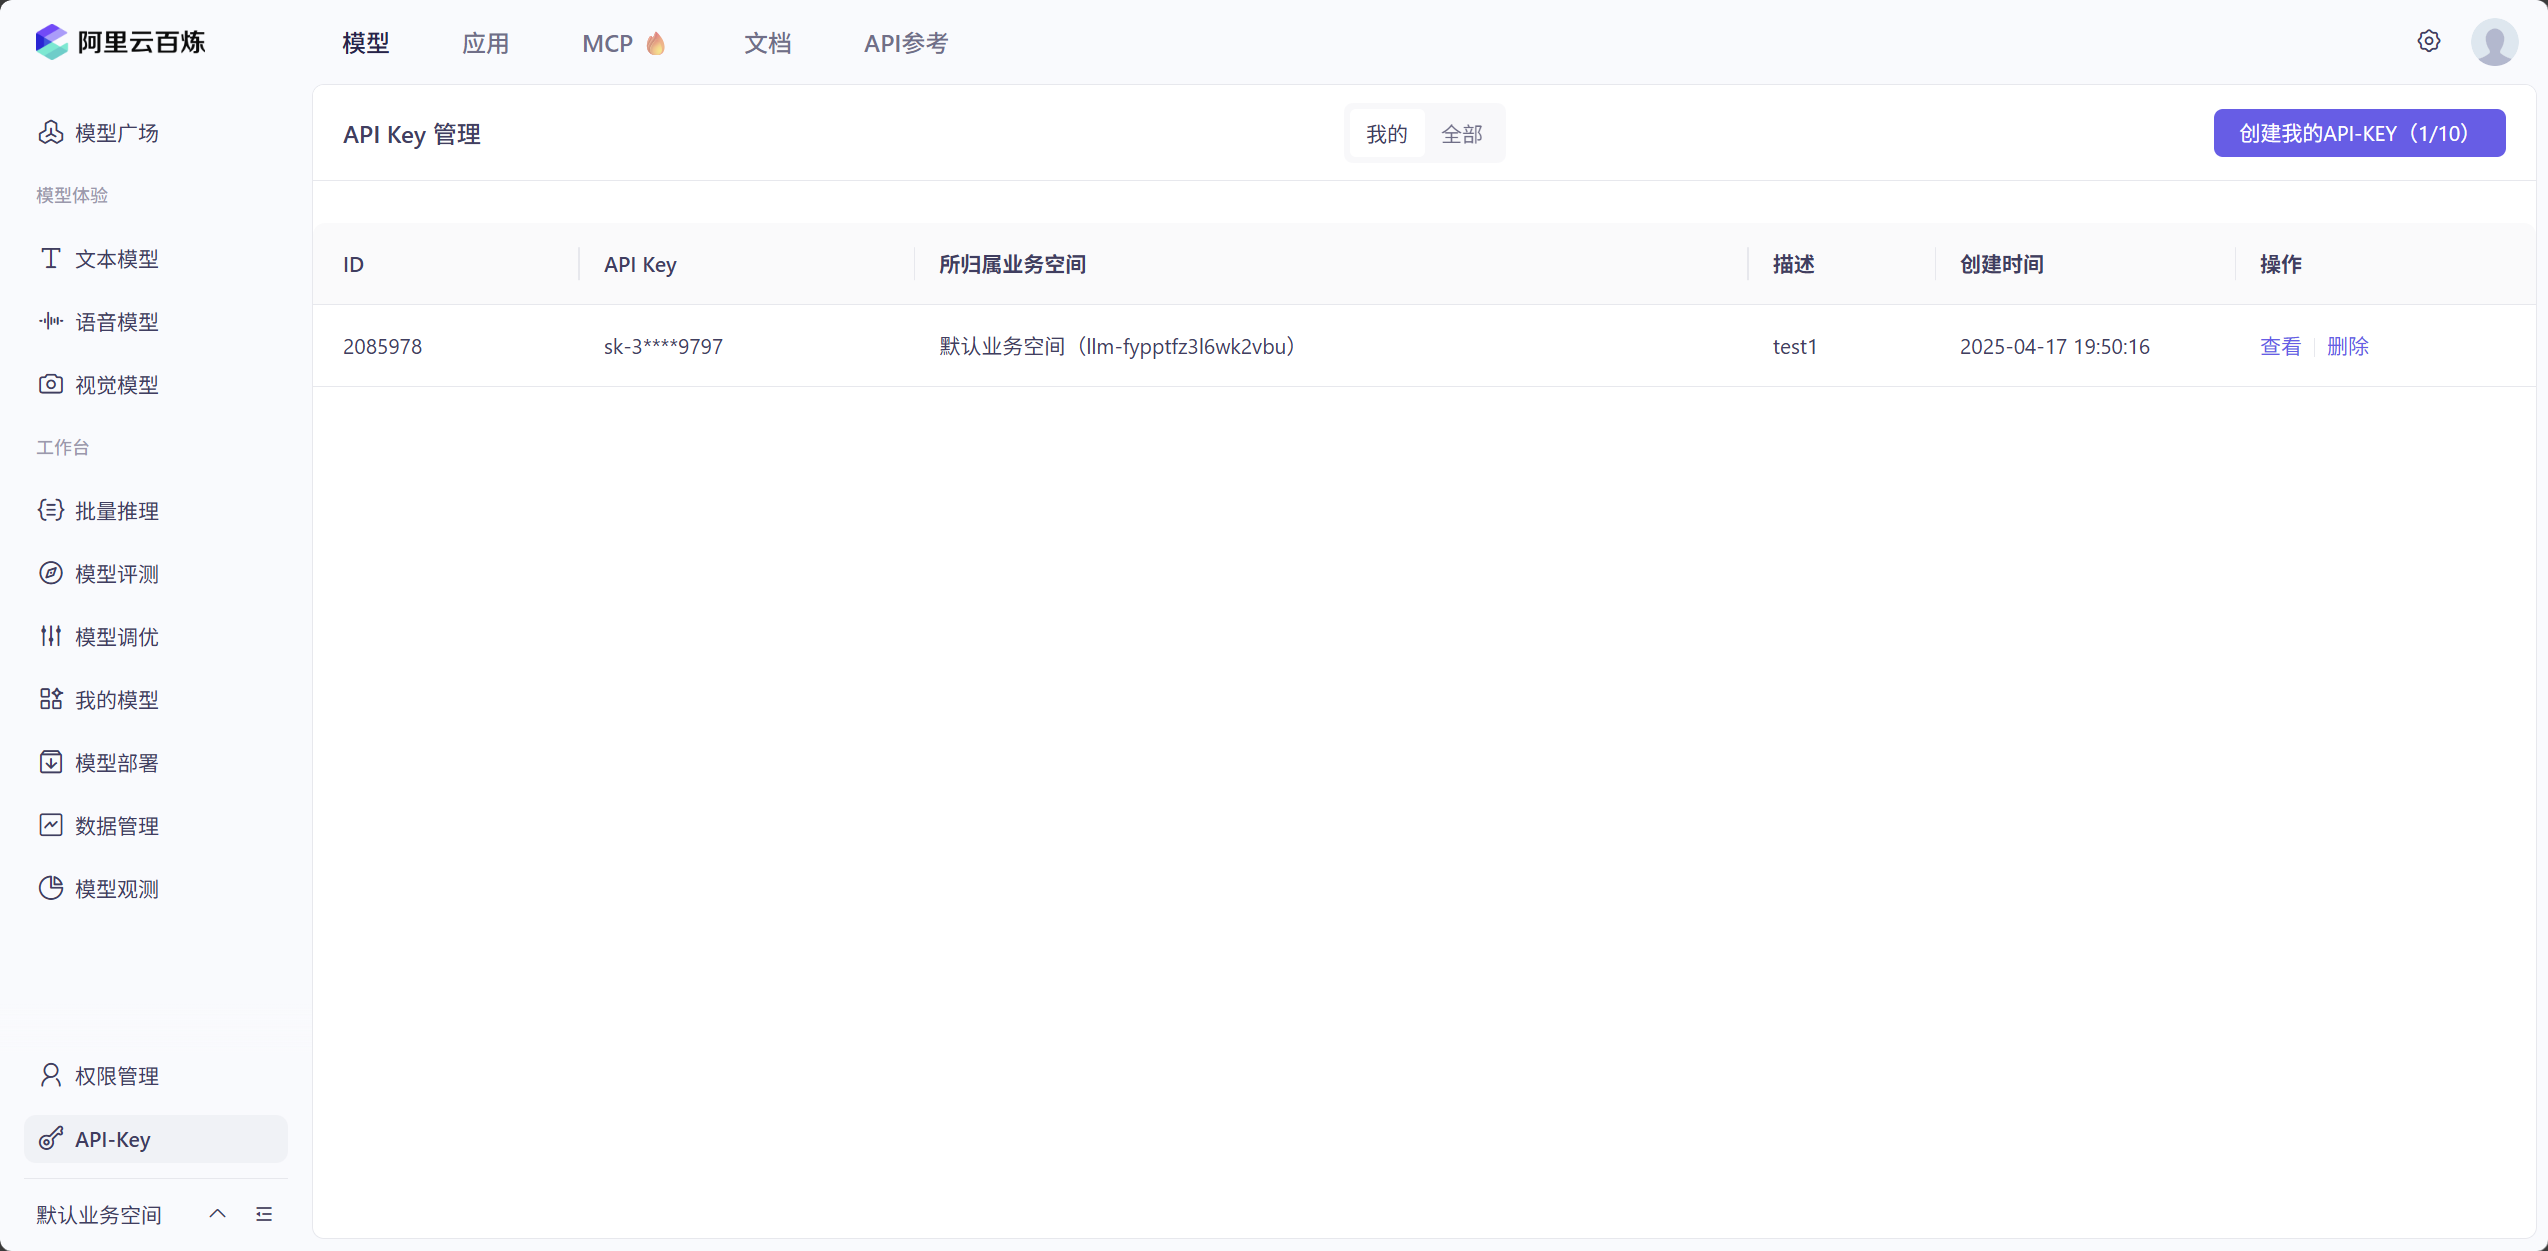 阿里云百炼
模型 应用 MCP 文档 API参考
模型广场
模型体验
文本模型
语音模型
视觉模型
工作台
批量推理
模型评测
模型调优
我的模型
模型部署
数据管理
模型观测
权限管理
API-Key
默认业务空间
API Key 管理
我的 全部
创建我的API-KEY（1/10）
ID API Key 所归属业务空间 描述 创建时间 操作
2085978 sk-3****9797 默认业务空间（llm-fypptfz3l6wk2vbu） test1 2025-04-17 19:50:16 查看 删除